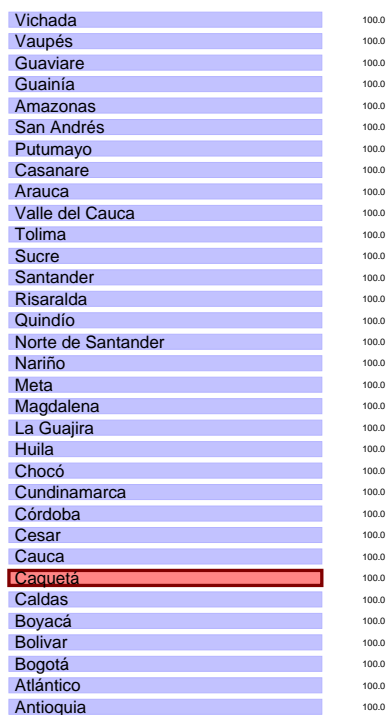 Vichada 100.0
Vaupés 100.0
Guaviare 100.0
Guainía 100.0
Amazonas 100.0
San Andrés 100.0
Putumayo 100.0
Casanare 100.0
Arauca 100.0
Valle del Cauca 100.0
Tolima 100.0
Sucre 100.0
Santander 100.0
Risaralda 100.0
Quindío 100.0
Norte de Santander 100.0
Nariño 100.0
Meta 100.0
Magdalena 100.0
La Guajira 100.0
Huila 100.0
Chocó 100.0
Cundinamarca 100.0
Córdoba 100.0
Cesar 100.0
Cauca 100.0
Caquetá 100.0
Caldas 100.0
Boyacá 100.0
Bolivar 100.0
Bogotá 100.0
Atlántico 100.0
Antioquia 100.0